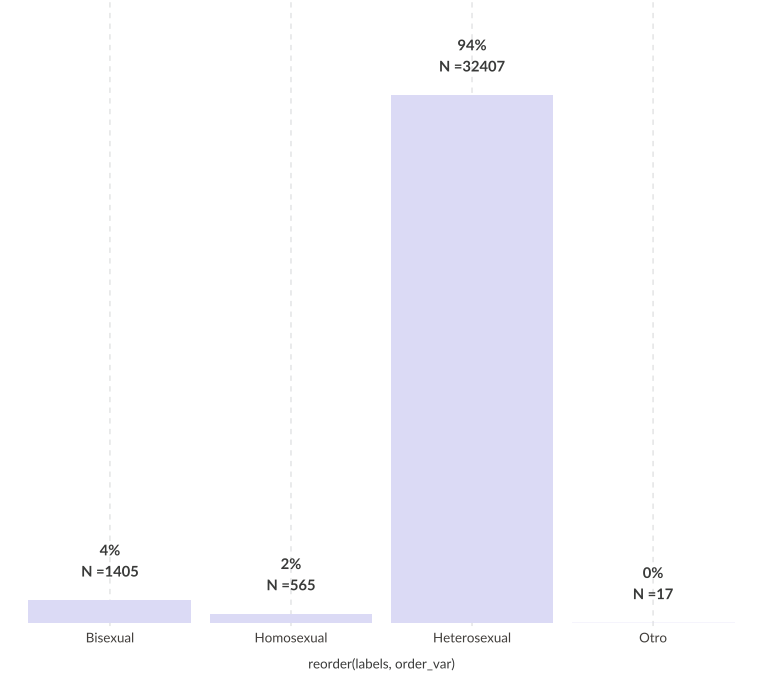 94%
N =32407
4%
N =1405
2%
N =565
0%
N =17
Bisexual
Homosexual
Heterosexual
Otro
reorder(labels, order_var)